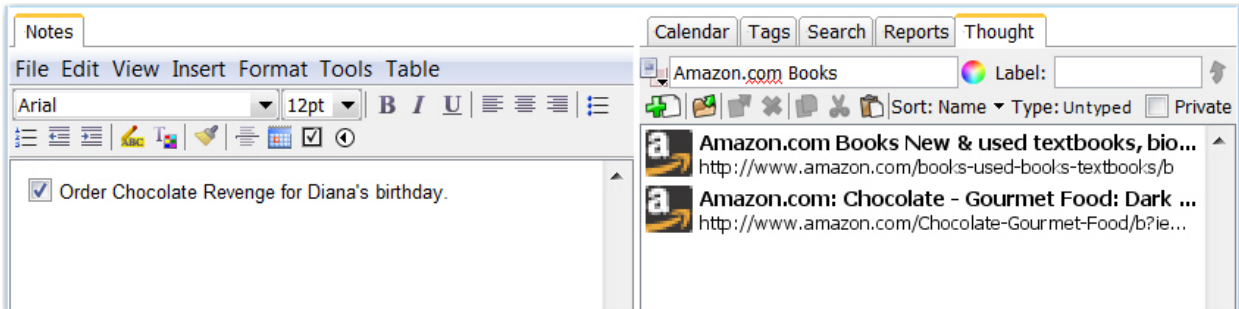 Notes
File Edit View Insert Format Tools Table
Arial 12pt B I U
ABC T
Order Chocolate Revenge for Diana's birthday.
Calendar Tags Search Reports Thought
Amazon.com Books Label:
Sort: Name Type: Untyped Private
Amazon.com Books New & used textbooks, bio...
http://www.amazon.com/books-used-books-textbooks/b
Amazon.com: Chocolate - Gourmet Food: Dark ...
http://www.amazon.com/Chocolate-Gourmet-Food/b?ie...